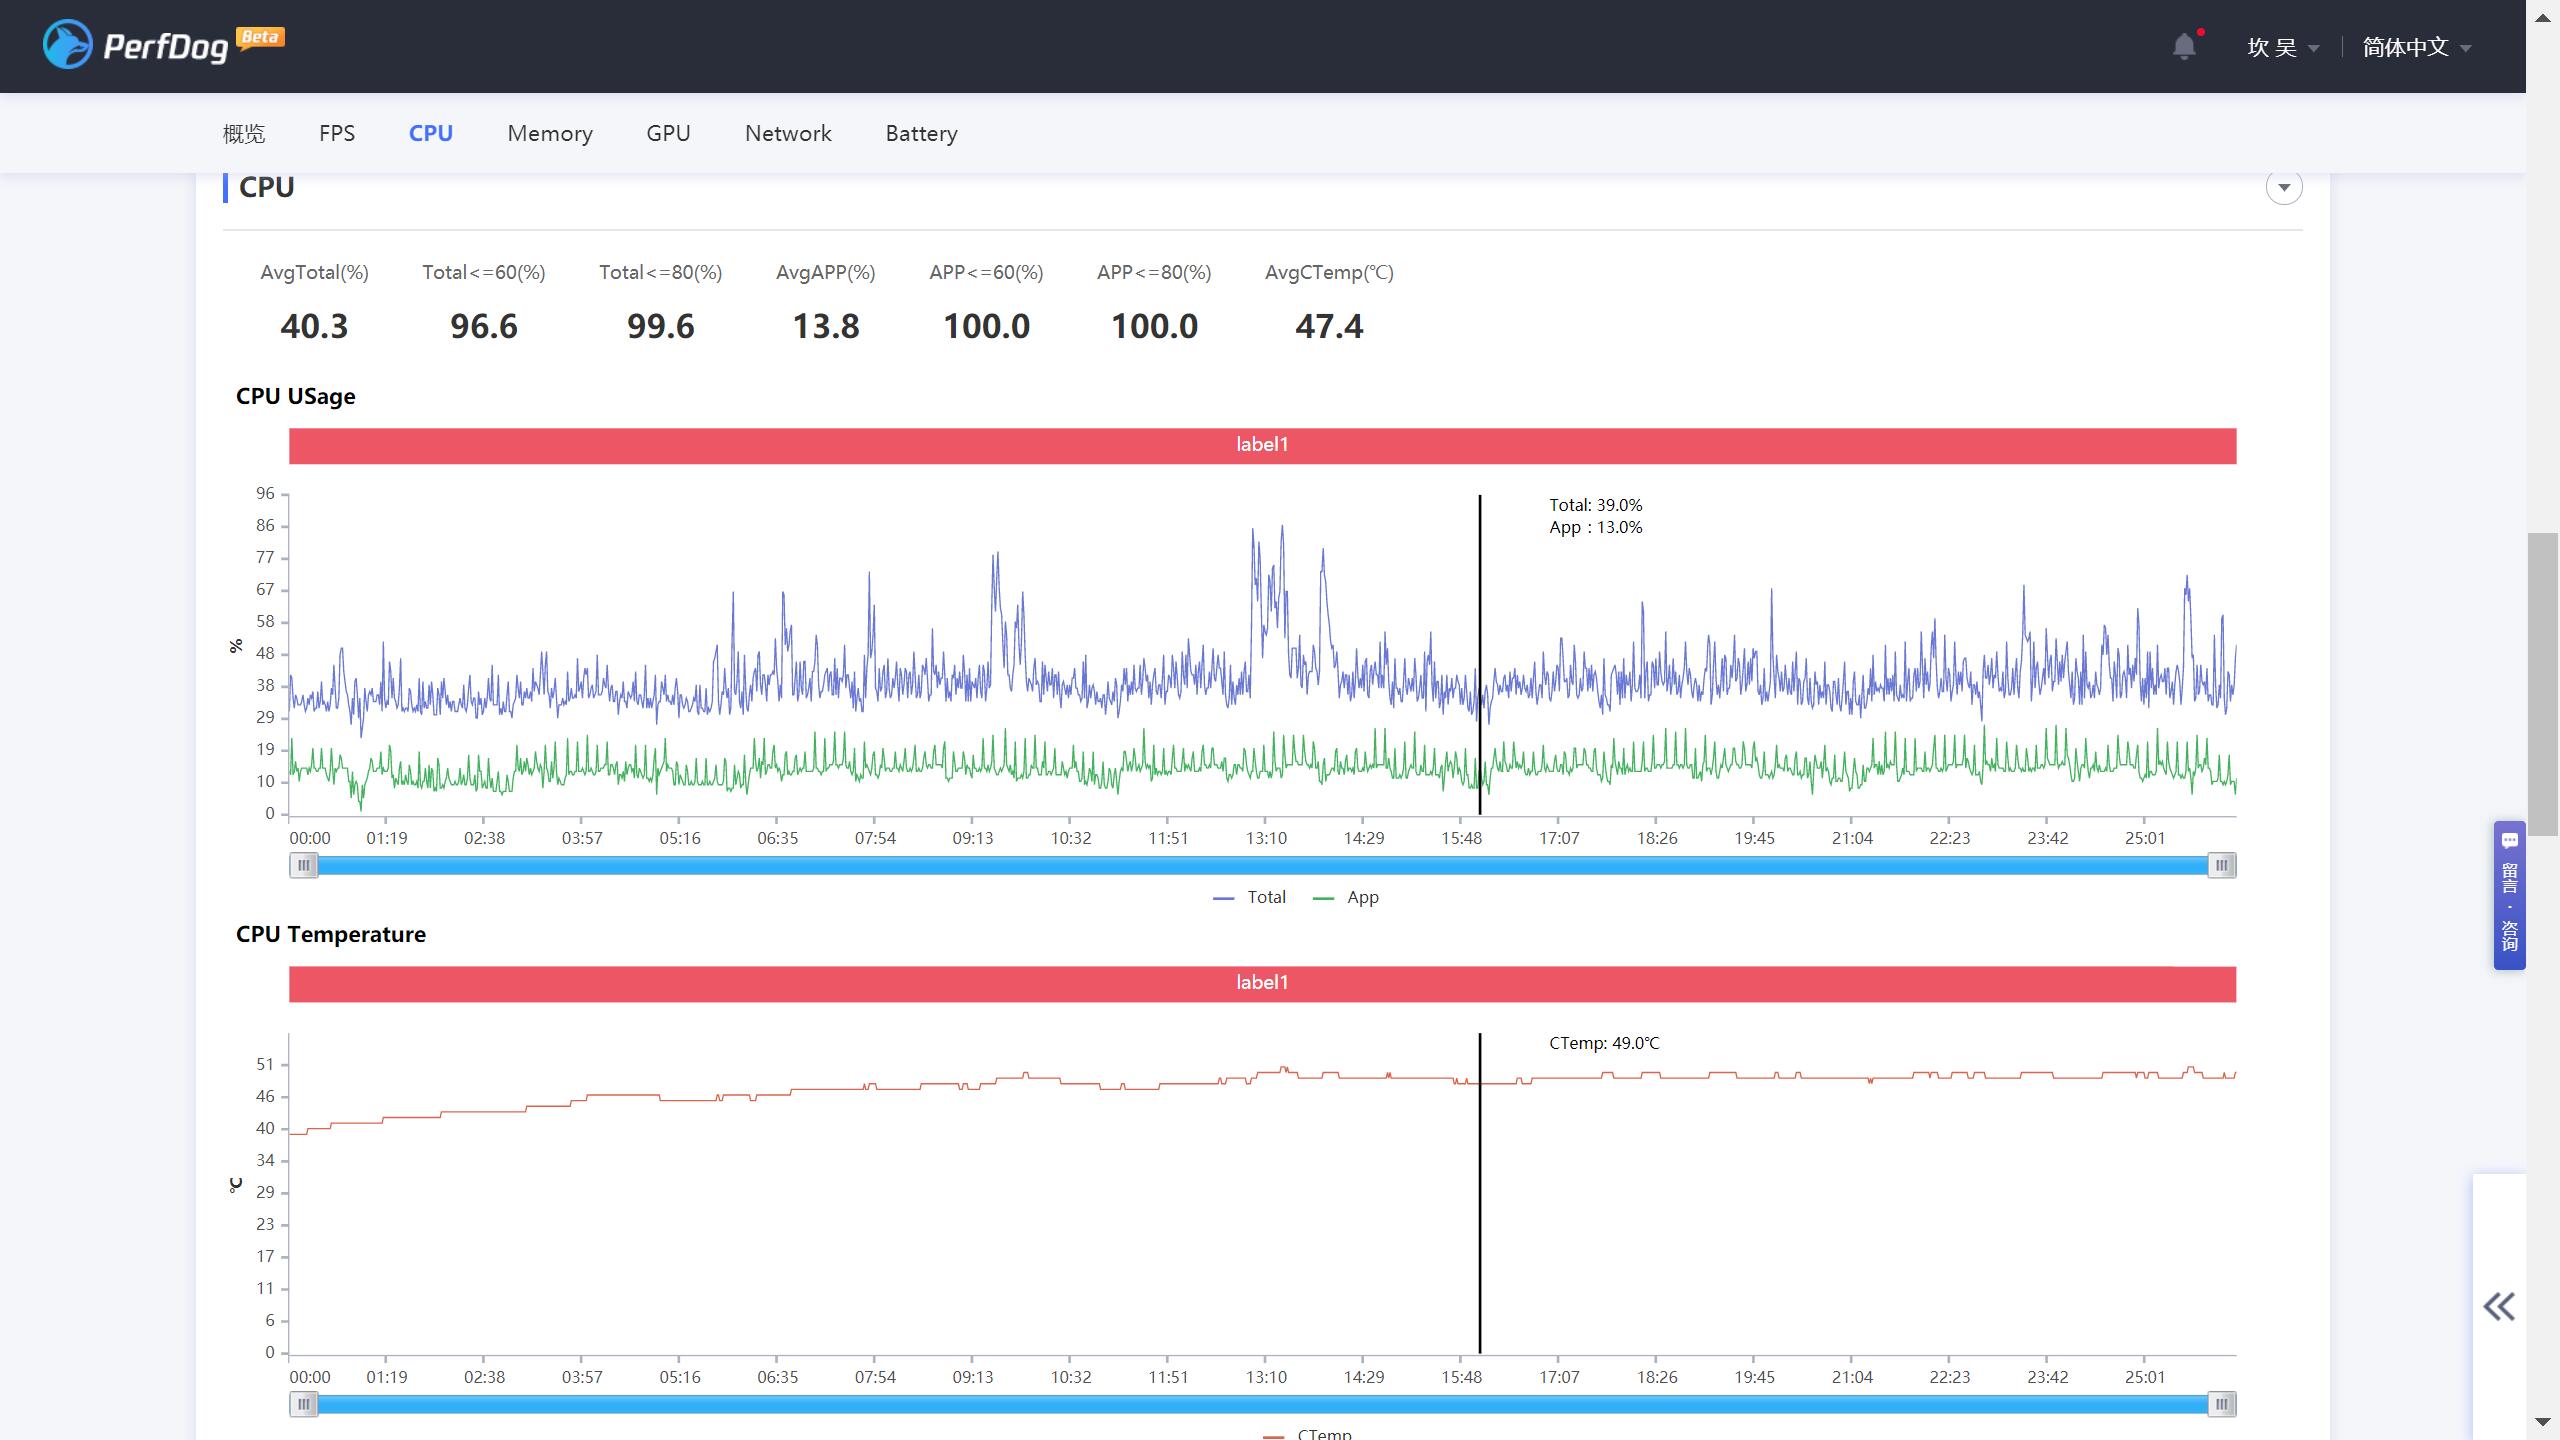 PerfDog Beta
坎 吴
简体中文
概览 FPS CPU Memory GPU Network Battery
CPU
AvgTotal(%) Total<=60(%) Total<=80(%) AvgAPP(%) APP<=60(%) APP<=80(%) AvgCTemp(℃)
40.3 96.6 99.6 13.8 100.0 100.0 47.4
CPU USage
label1
Total: 39.0%
App : 13.0%
96
86
77
67
58
48
38
29
19
10
0
%
00:00 01:19 02:38 03:57 05:16 06:35 07:54 09:13 10:32 11:51 13:10 14:29 15:48 17:07 18:26 19:45 21:04 22:23 23:42 25:01
Total App
CPU Temperature
label1
CTemp: 49.0℃
51
46
40
34
29
23
17
11
6
0
℃
00:00 01:19 02:38 03:57 05:16 06:35 07:54 09:13 10:32 11:51 13:10 14:29 15:48 17:07 18:26 19:45 21:04 22:23 23:42 25:01
CTemp
留言·咨询